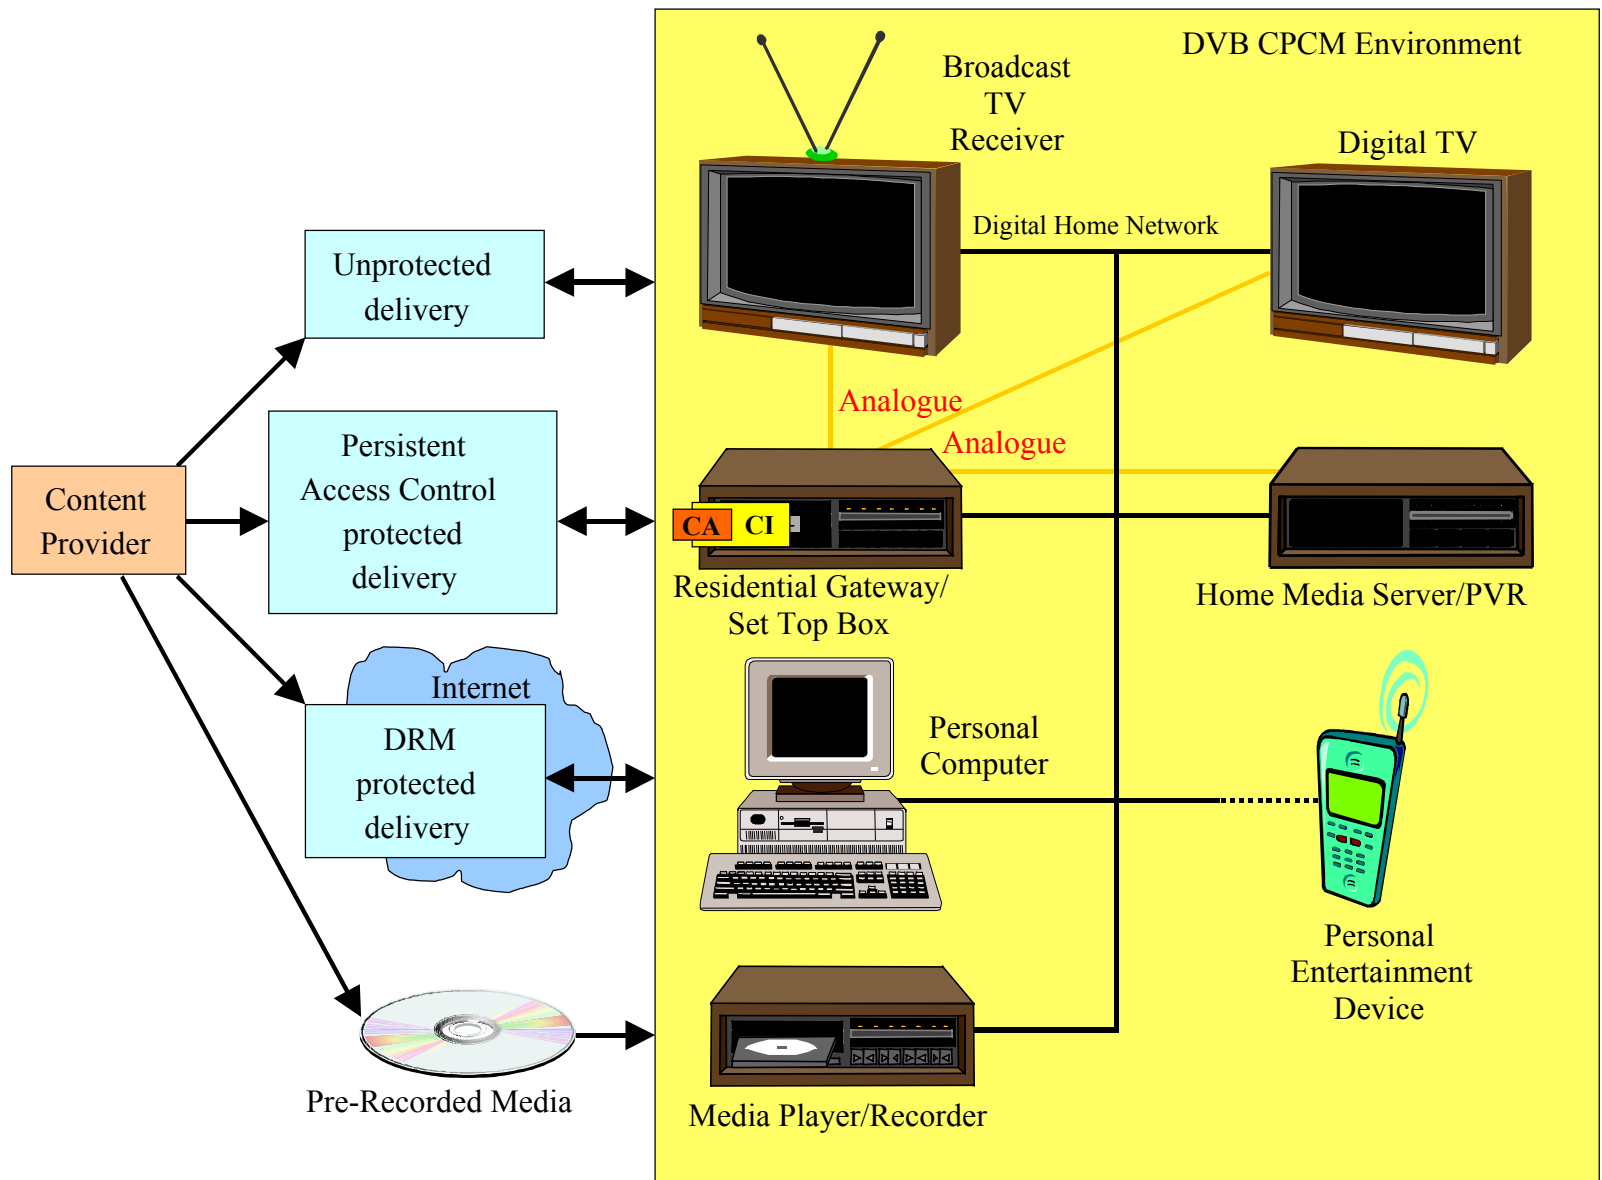 DVB CPCM Environment
Broadcast
TV
Receiver
Digital TV
Digital Home Network
Unprotected
delivery
Analogue
Analogue
Persistent
Access Control
protected
delivery
Content
Provider
CA
CI
Residential Gateway/
Set Top Box
Home Media Server/PVR
Internet
DRM
protected
delivery
Personal
Computer
Personal
Entertainment
Device
Pre-Recorded Media
Media Player/Recorder